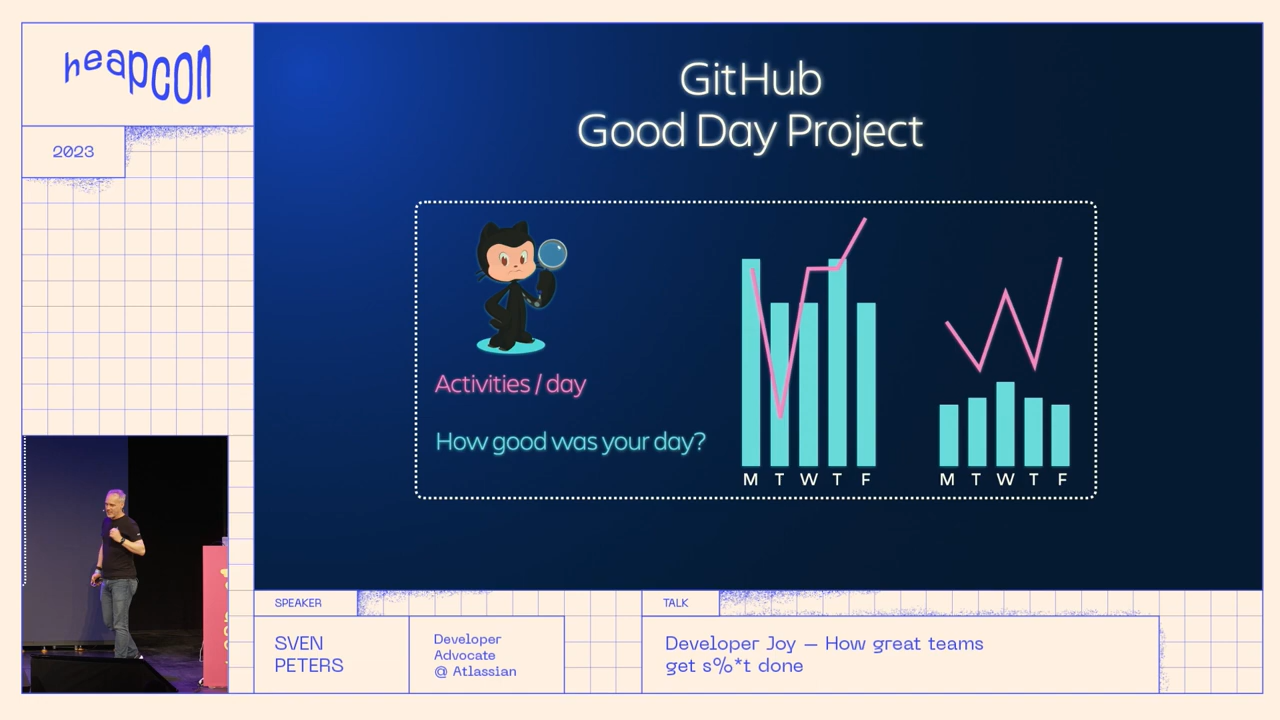 heapcon
2023
GitHub
Good Day Project
Activities / day
How good was your day?
M T W T F
M T W T F
SPEAKER
SVEN
PETERS
Developer
Advocate
@ Atlassian
TALK
Developer Joy — How great teams
get s%*t done